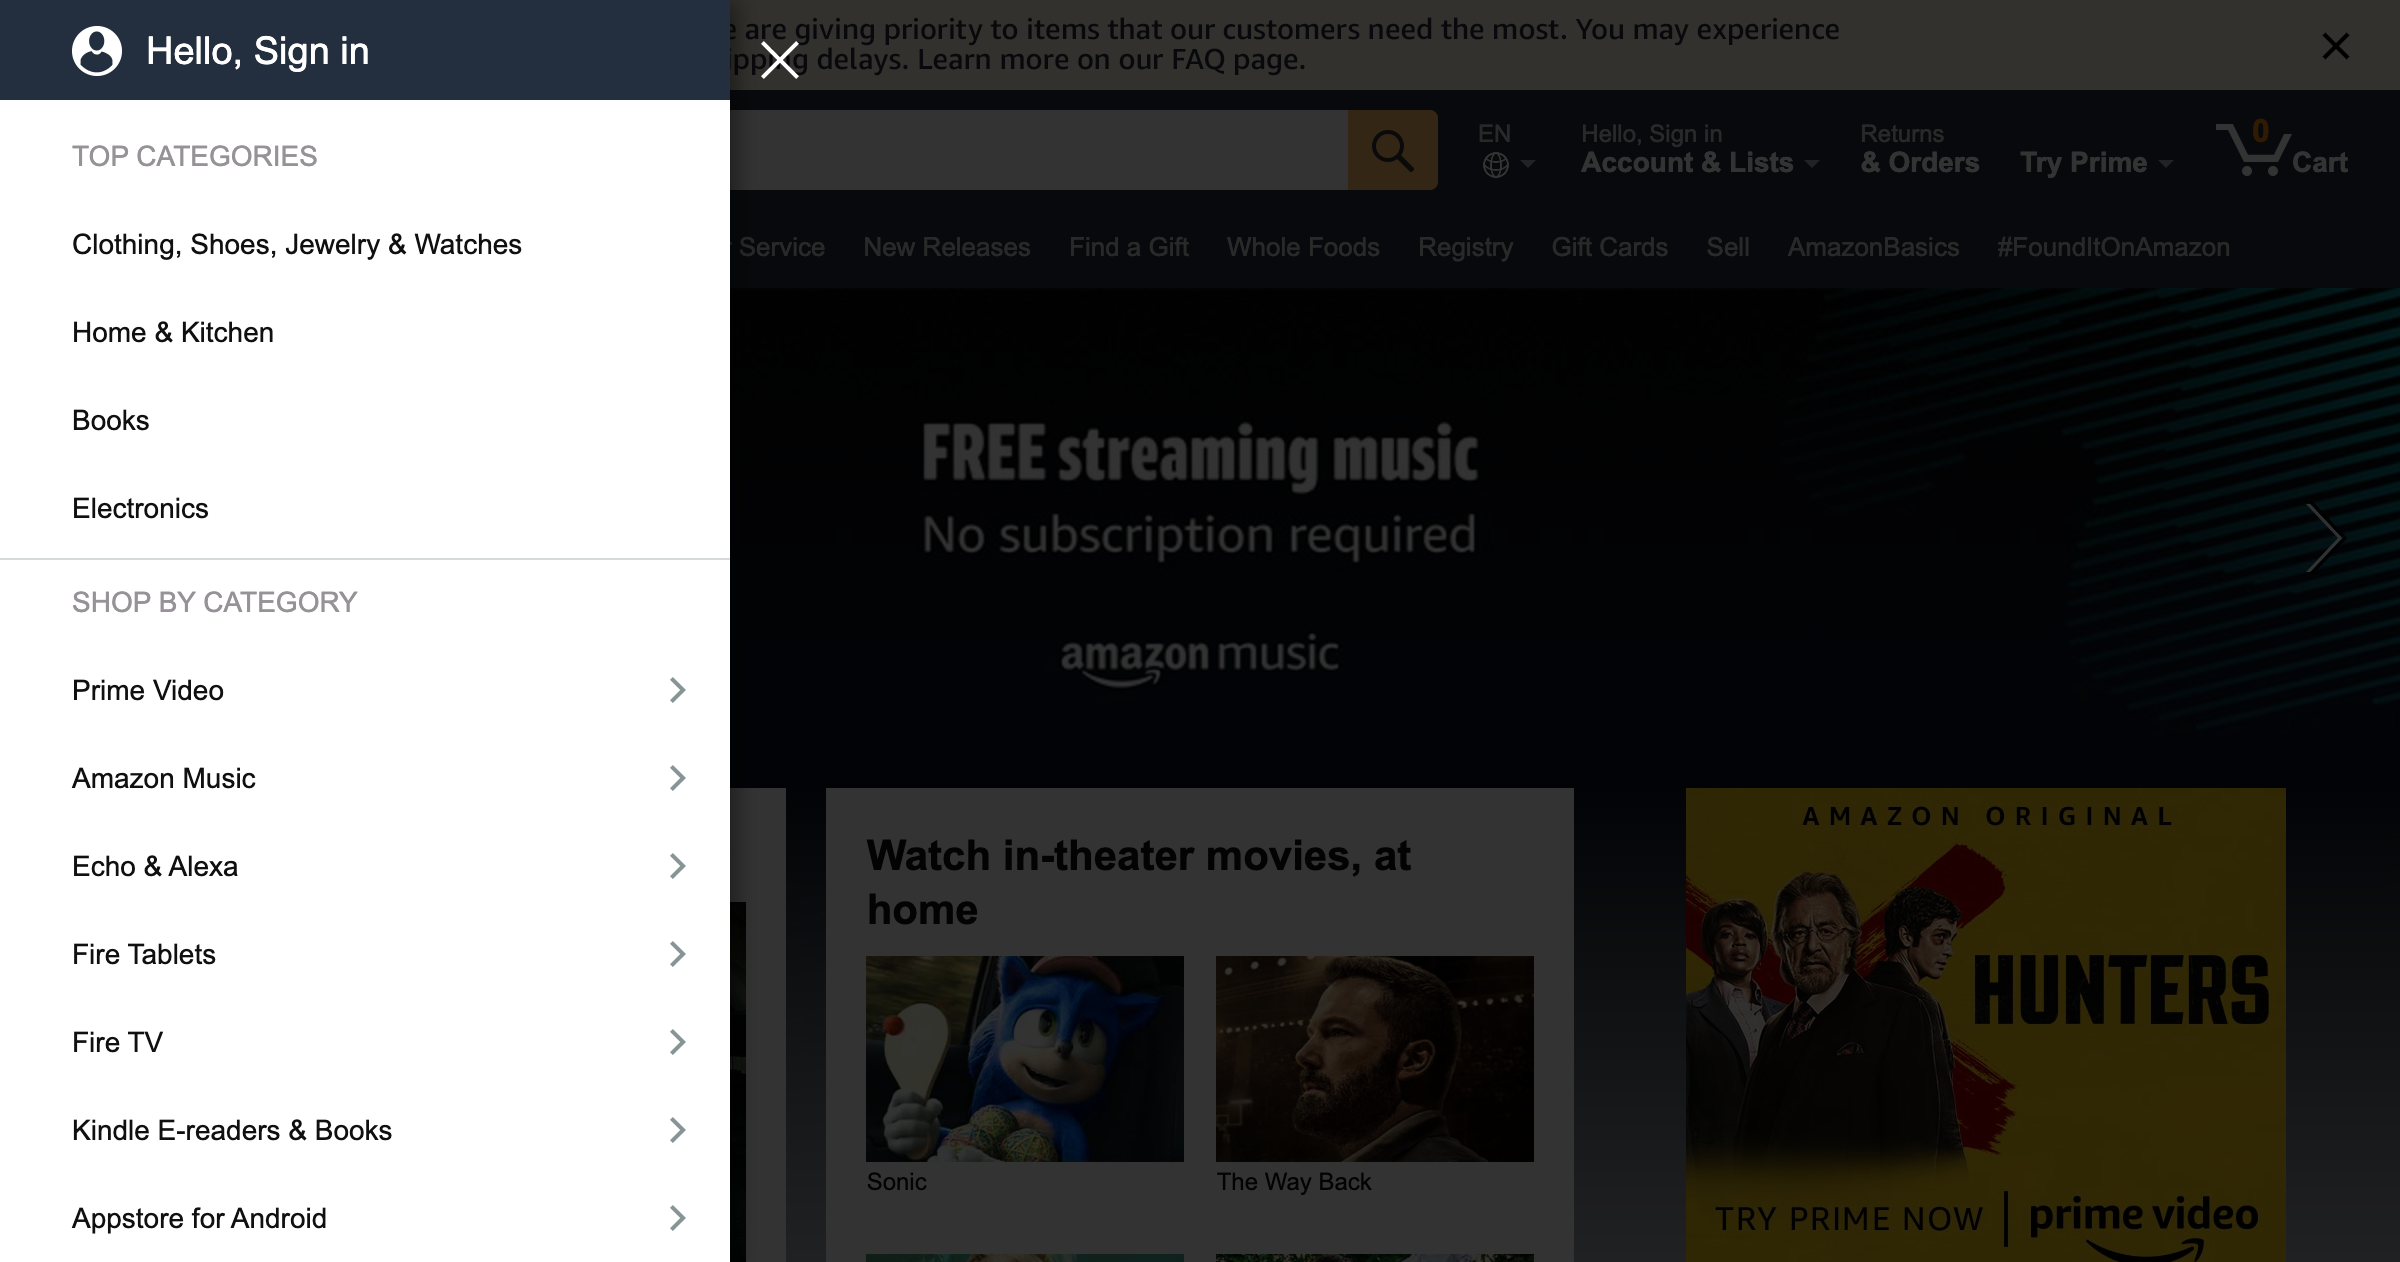 Hello, Sign in
TOP CATEGORIES
Clothing, Shoes, Jewelry & Watches
Home & Kitchen
Books
Electronics
SHOP BY CATEGORY
Prime Video
Amazon Music
Echo & Alexa
Fire Tablets
Fire TV
Kindle E-readers & Books
Appstore for Android
are giving priority to items that our customers need the most. You may experience
delays. Learn more on our FAQ page.
EN
Hello, Sign in
Account & Lists
Returns
& Orders
Try Prime
0
Cart
Service New Releases Find a Gift Whole Foods Registry Gift Cards Sell AmazonBasics #FoundItOnAmazon
FREE streaming music
No subscription required
amazon music
Watch in-theater movies, at
home
Sonic
The Way Back
AMAZON ORIGINAL
HUNTERS
TRY PRIME NOW | prime video